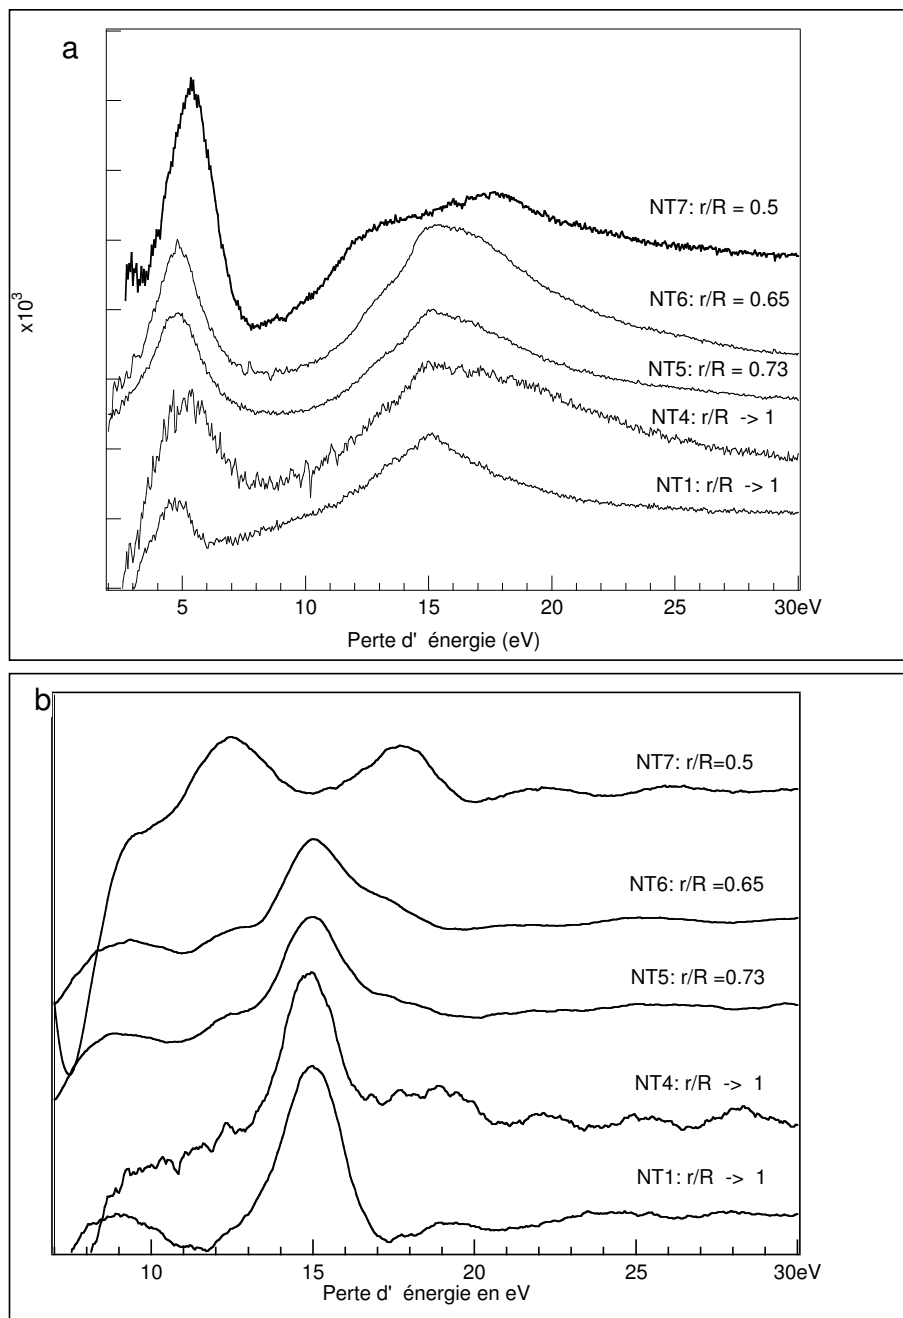 a
x10³
NT7: r/R = 0.5
NT6: r/R = 0.65
NT5: r/R = 0.73
NT4: r/R -> 1
NT1: r/R -> 1
5 10 15 20 25 30eV
Perte d' énergie (eV)
b
NT7: r/R=0.5
NT6: r/R =0.65
NT5: r/R =0.73
NT4: r/R -> 1
NT1: r/R -> 1
10 15 20 25 30eV
Perte d' énergie en eV